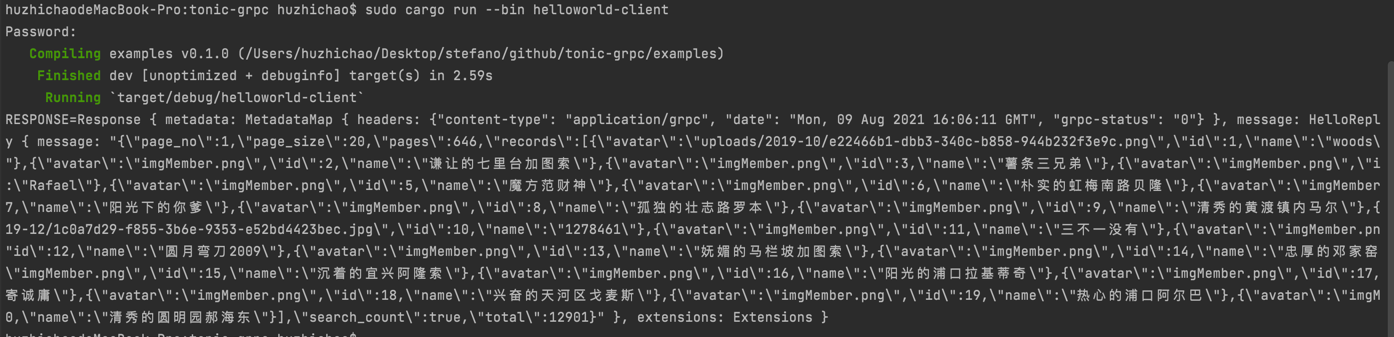 huzhichaodeMacBook-Pro:tonic-grpc huzhichao$ sudo cargo run --bin helloworld-client
Password:
Compiling examples v0.1.0 (/Users/huzhichao/Desktop/stefano/github/tonic-grpc/examples)
Finished dev [unoptimized + debuginfo] target(s) in 2.59s
Running `target/debug/helloworld-client`
RESPONSE=Response { metadata: MetadataMap { headers: {"content-type": "application/grpc", "date": "Mon, 09 Aug 2021 16:06:11 GMT", "grpc-status": "0"} }, message: HelloRepl
y { message: "{\"page_no\":1,\"page_size\":20,\"pages\":646,\"records\":[{\"avatar\":\"uploads/2019-10/e22466b1-dbb3-340c-b858-944b232f3e9c.png\",\"id\":1,\"name\":\"woods\
"},{\"avatar\":\"imgMember.png\",\"id\":2,\"name\":\"谦让的七里台加图索\"},{\"avatar\":\"imgMember.png\",\"id\":3,\"name\":\"薯条三兄弟\"},{\"avatar\":\"imgMember.png\",\"i
:\"Rafael\"},{\"avatar\":\"imgMember.png\",\"id\":5,\"name\":\"魔方范财神\"},{\"avatar\":\"imgMember.png\",\"id\":6,\"name\":\"朴实的虹梅南路贝隆\"},{\"avatar\":\"imgMember
7,\"name\":\"阳光下的你爹\"},{\"avatar\":\"imgMember.png\",\"id\":8,\"name\":\"孤独的壮志路罗本\"},{\"avatar\":\"imgMember.png\",\"id\":9,\"name\":\"清秀的黄渡镇内马尔\"},{
19-12/1c0a7d29-f855-3b6e-9353-e52bd4423bec.jpg\",\"id\":10,\"name\":\"1278461\"},{\"avatar\":\"imgMember.png\",\"id\":11,\"name\":\"三不一没有\"},{\"avatar\":\"imgMember.pn
"id\":12,\"name\":\"圆月弯刀2009\"},{\"avatar\":\"imgMember.png\",\"id\":13,\"name\":\"妩媚的马栏坡加图索\"},{\"avatar\":\"imgMember.png\",\"id\":14,\"name\":\"忠厚的邓家窑
\"imgMember.png\",\"id\":15,\"name\":\"沉着的宜兴阿隆索\"},{\"avatar\":\"imgMember.png\",\"id\":16,\"name\":\"阳光的浦口拉基蒂奇\"},{\"avatar\":\"imgMember.png\",\"id\":17,
寄诚庸\"},{\"avatar\":\"imgMember.png\",\"id\":18,\"name\":\"兴奋的天河区戈麦斯\"},{\"avatar\":\"imgMember.png\",\"id\":19,\"name\":\"热心的浦口阿尔巴\"},{\"avatar\":\"imgM
0,\"name\":\"清秀的圆明园郝海东\"}],\"search_count\":true,\"total\":12901}" }, extensions: Extensions }
huzhichaodeMacBook-Pro:tonic-grpc huzhichao$